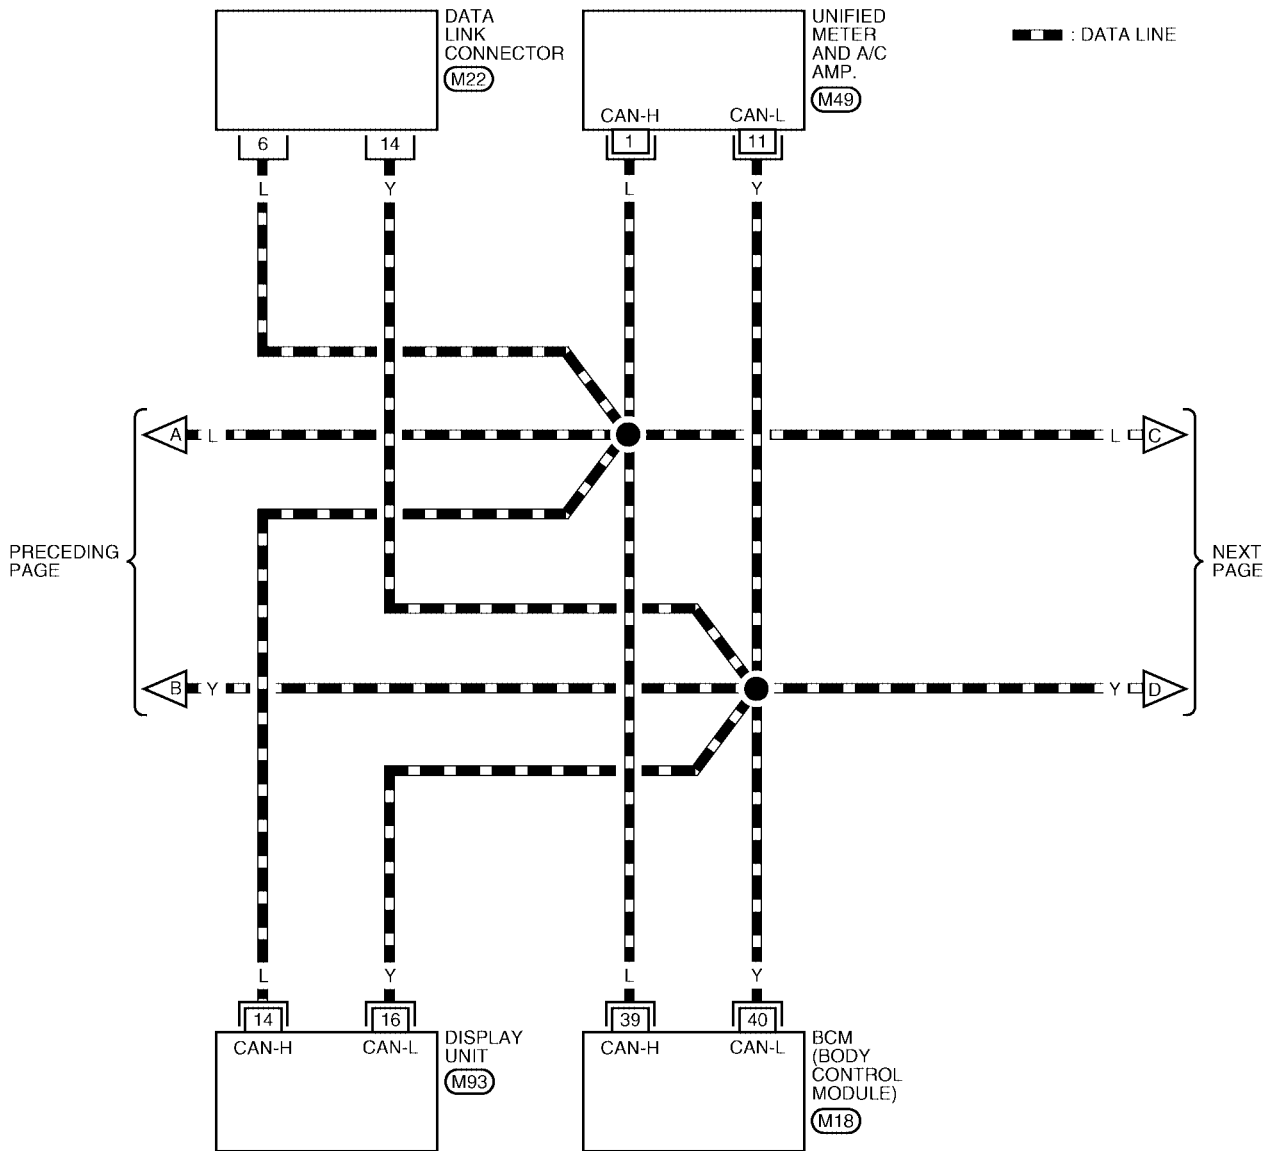 DATA
LINK
CONNECTOR
M22
UNIFIED
METER
AND A/C
AMP.
M49
: DATA LINE
CAN-H CAN-L
6 14 1 11
L Y L Y
A L L C
PRECEDING
PAGE
NEXT
PAGE
B Y Y D
L Y L Y
14 16 39 40
CAN-H CAN-L CAN-H CAN-L
DISPLAY
UNIT
M93
BCM
(BODY
CONTROL
MODULE)
M18